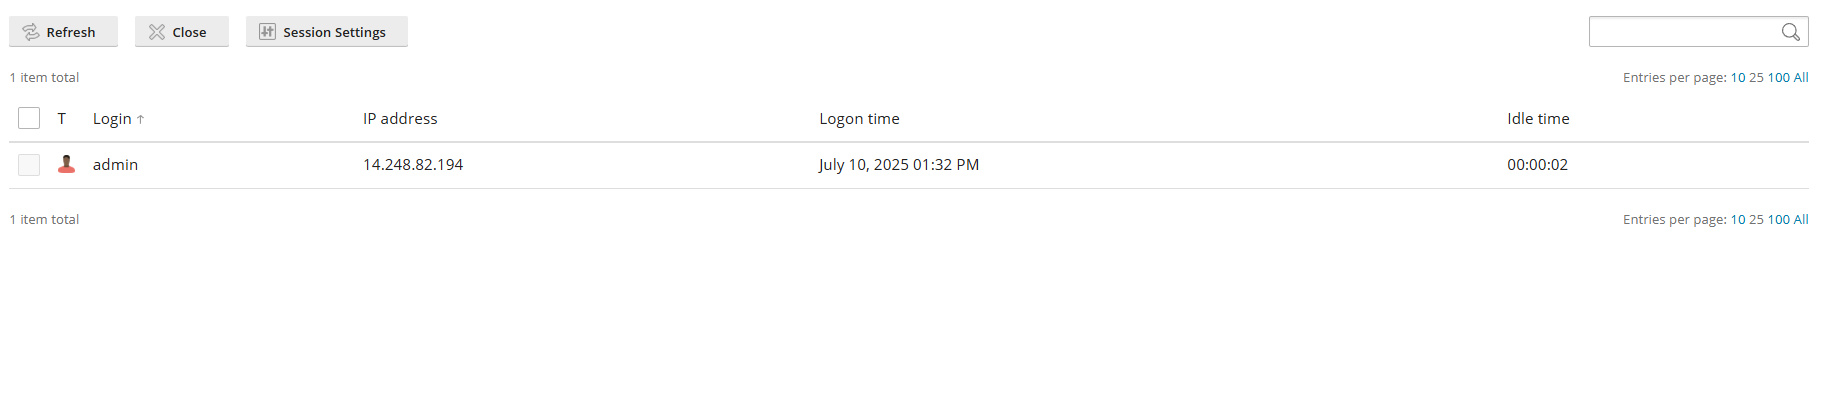 Refresh Close Session Settings
1 item total Entries per page: 10 25 100 All
T Login ↑ IP address Logon time Idle time
admin 14.248.82.194 July 10, 2025 01:32 PM 00:00:02
1 item total Entries per page: 10 25 100 All